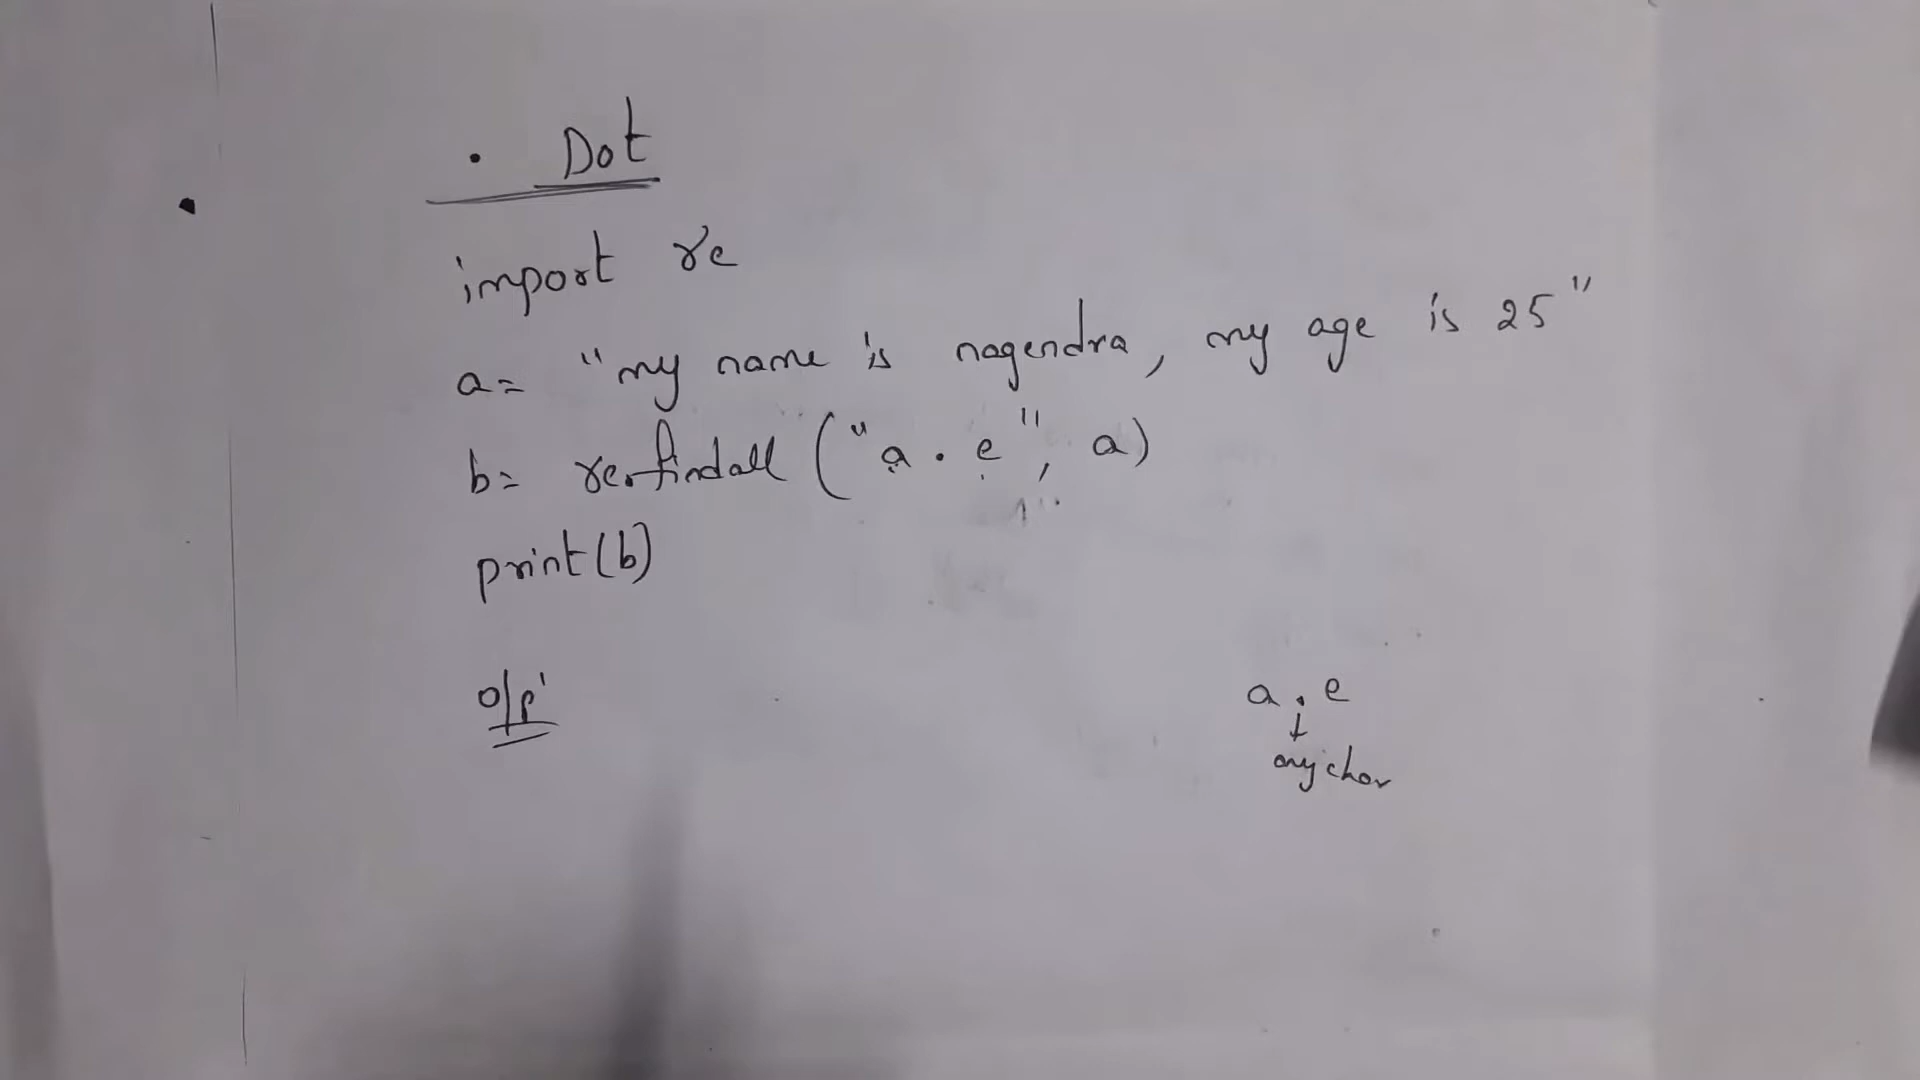 . Dot
import re
a= "my name is nagendra, my age is 25"
b= re.findall ("a.e", a)
print(b)
o/p'
a.e
any char